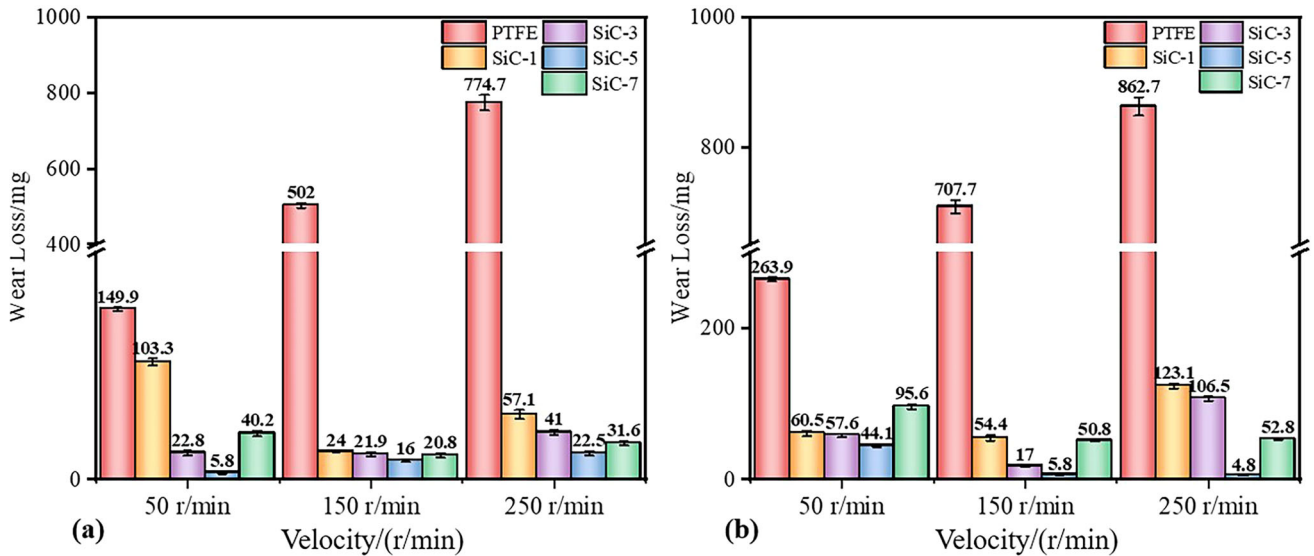 1000
800
600
400
0
Wear Loss/mg
PTFE
SiC-1
SiC-3
SiC-5
SiC-7
149.9
103.3
22.8
5.8
40.2
502
24
21.9
16
20.8
774.7
57.1
41
22.5
31.6
50 r/min
150 r/min
250 r/min
Velocity/(r/min)
(a)
1000
800
200
0
Wear Loss/mg
PTFE
SiC-1
SiC-3
SiC-5
SiC-7
263.9
60.5
57.6
44.1
95.6
707.7
54.4
17
5.8
50.8
862.7
123.1
106.5
4.8
52.8
50 r/min
150 r/min
250 r/min
Velocity/(r/min)
(b)